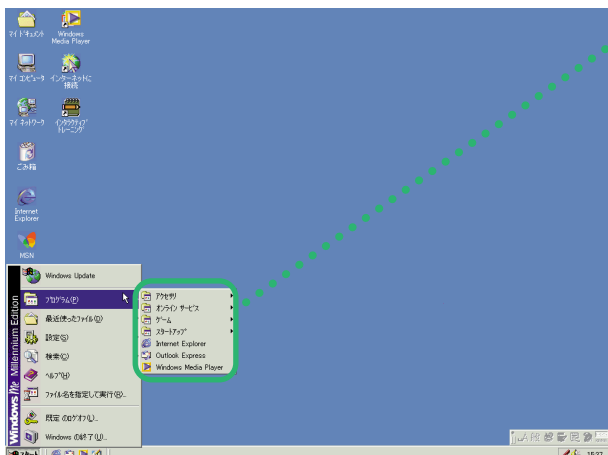 マイ ドキュメント
Windows
Media Player
マイ コンピュータ
インターネットに
接続
マイ ネットワーク
インタラクティブ
トレーニング
ごみ箱
Internet
Explorer
MSN
Windows Me Millennium Edition
Windows Update
プログラム(P)
最近使ったファイル(D)
設定(S)
検索(C)
ヘルプ(H)
ファイル名を指定して実行(R)...
既定 のログオフ(L)...
Windows の終了(U)...
アクセサリ
オンライン サービス
ゲーム
スタートアップ
Internet Explorer
Outlook Express
Windows Media Player
スタート
15:27